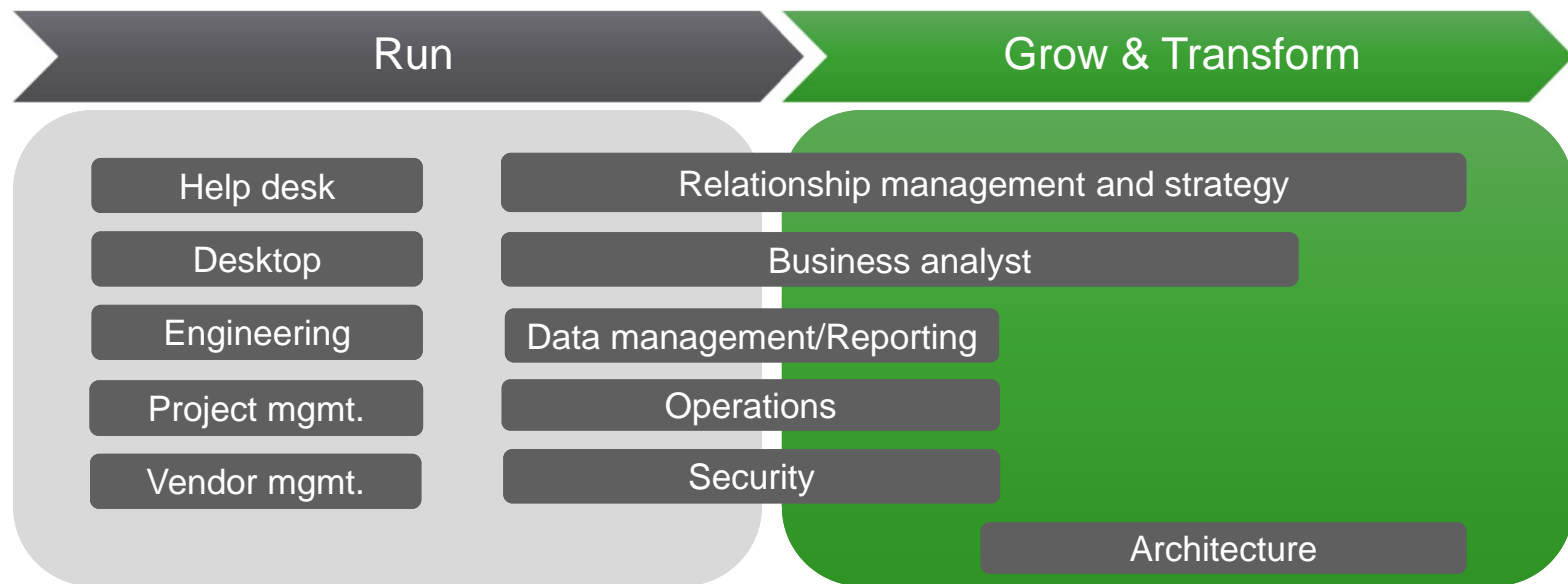 Run
Grow & Transform
Help desk
Relationship management and strategy
Desktop
Business analyst
Engineering
Data management/Reporting
Project mgmt.
Operations
Vendor mgmt.
Security
Architecture